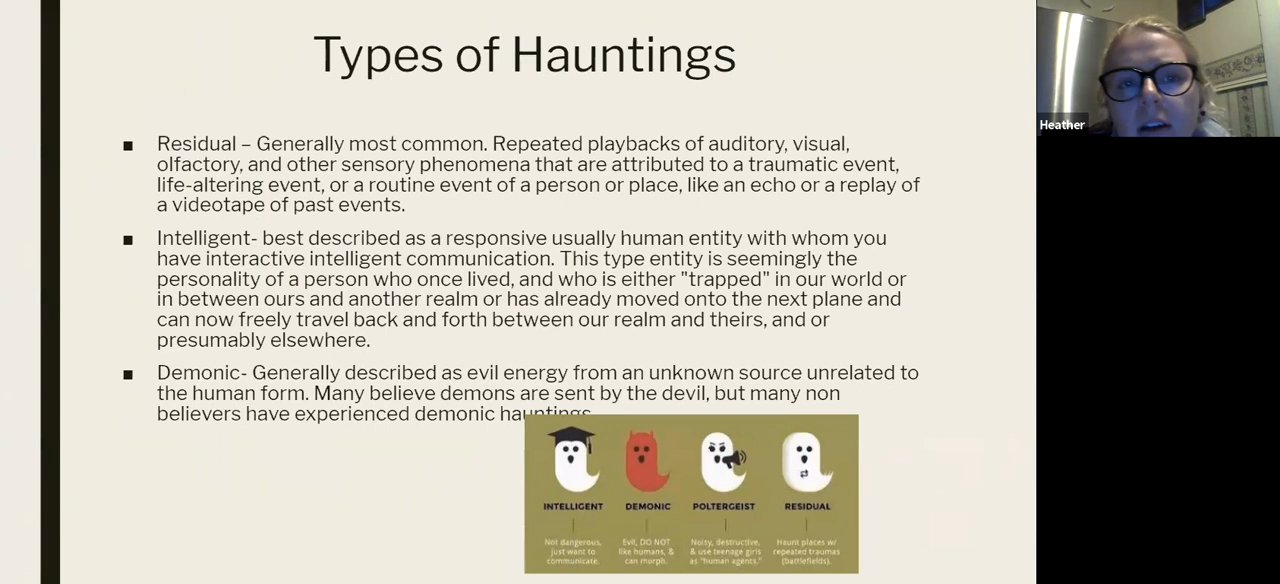 Types of Hauntings
Heather
■ Residual – Generally most common. Repeated playbacks of auditory, visual,
olfactory, and other sensory phenomena that are attributed to a traumatic event,
life-altering event, or a routine event of a person or place, like an echo or a replay of
a videotape of past events.
■ Intelligent- best described as a responsive usually human entity with whom you
have interactive intelligent communication. This type entity is seemingly the
personality of a person who once lived, and who is either "trapped" in our world or
in between ours and another realm or has already moved onto the next plane and
can now freely travel back and forth between our realm and theirs, and or
presumably elsewhere.
■ Demonic- Generally described as evil energy from an unknown source unrelated to
the human form. Many believe demons are sent by the devil, but many non
believers have experienced demonic hauntings
INTELLIGENT
Not dangerous,
just want to
communicate.
DEMONIC
Evil, DO NOT
like humans, &
can morph.
POLTERGEIST
Noisy, destructive,
& use teenage girls
as "human agents."
RESIDUAL
Haunt places w/
repeated traumas
(battlefields).